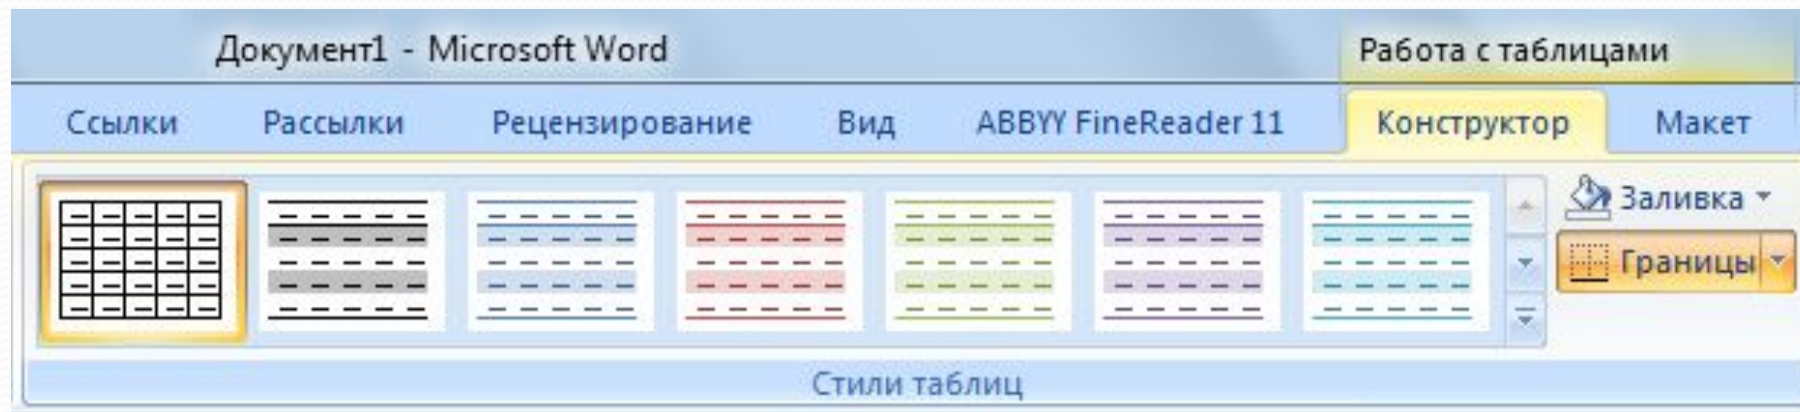 Документ1 - Microsoft Word Работа с таблицами
Ссылки Рассылки Рецензирование Вид ABBYY FineReader 11 Конструктор Макет
Заливка
Границы
Стили таблиц